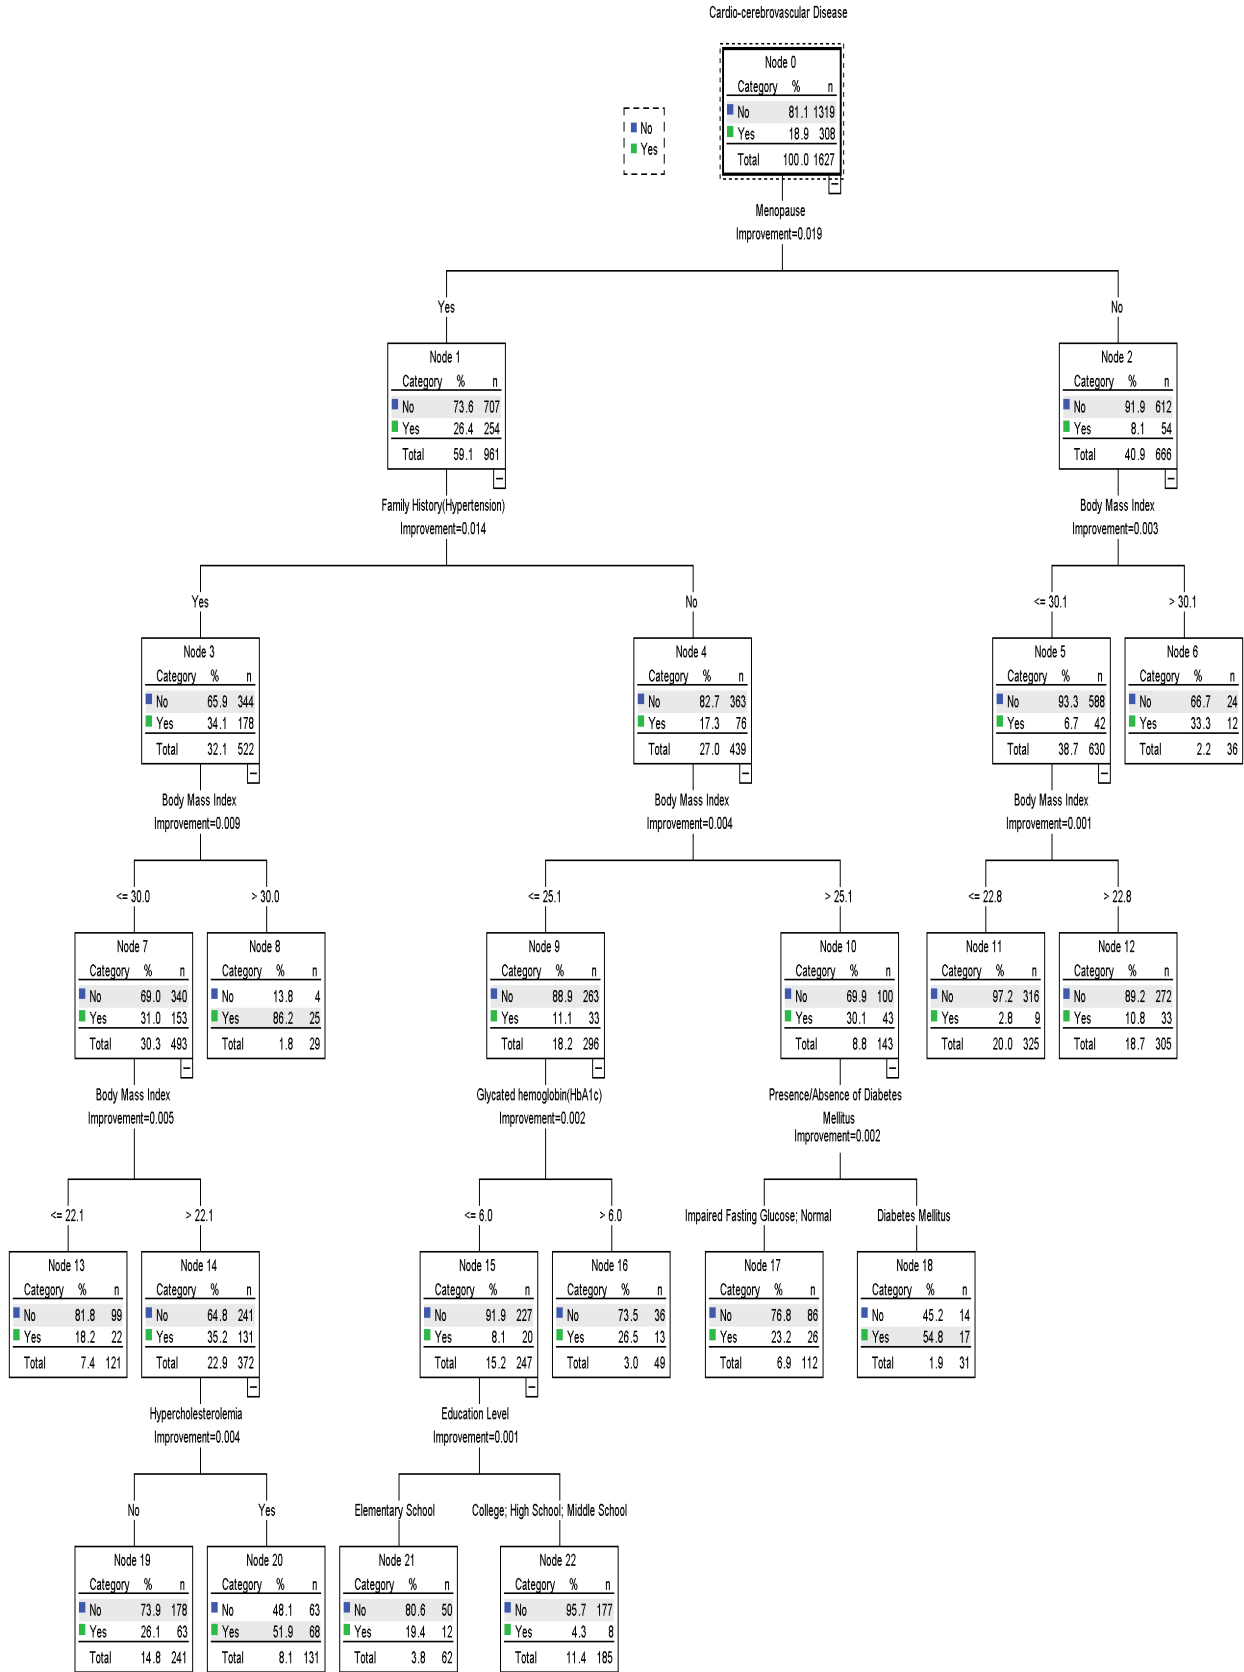 Cardio-cerebrovascular Disease
No
Yes
Node 0
Category % n
No 81.1 1319
Yes 18.9 308
Total 100.0 1627
Menopause
Improvement=0.019
Yes
No
Node 1
Category % n
No 73.6 707
Yes 26.4 254
Total 59.1 961
Node 2
Category % n
No 91.9 612
Yes 8.1 54
Total 40.9 666
Family History(Hypertension)
Improvement=0.014
Body Mass Index
Improvement=0.003
Yes
No
<= 30.1
> 30.1
Node 3
Category % n
No 65.9 344
Yes 34.1 178
Total 32.1 522
Node 4
Category % n
No 82.7 363
Yes 17.3 76
Total 27.0 439
Node 5
Category % n
No 93.3 588
Yes 6.7 42
Total 38.7 630
Node 6
Category % n
No 66.7 24
Yes 33.3 12
Total 2.2 36
Body Mass Index
Improvement=0.009
Body Mass Index
Improvement=0.004
Body Mass Index
Improvement=0.001
<= 30.0
> 30.0
<= 25.1
> 25.1
<= 22.8
> 22.8
Node 7
Category % n
No 69.0 340
Yes 31.0 153
Total 30.3 493
Node 8
Category % n
No 13.8 4
Yes 86.2 25
Total 1.8 29
Node 9
Category % n
No 88.9 263
Yes 11.1 33
Total 18.2 296
Node 10
Category % n
No 69.9 100
Yes 30.1 43
Total 8.8 143
Node 11
Category % n
No 97.2 316
Yes 2.8 9
Total 20.0 325
Node 12
Category % n
No 89.2 272
Yes 10.8 33
Total 18.7 305
Body Mass Index
Improvement=0.005
Glycated hemoglobin(HbA1c)
Improvement=0.002
Presence/Absence of Diabetes
Mellitus
Improvement=0.002
<= 22.1
> 22.1
<= 6.0
> 6.0
Impaired Fasting Glucose; Normal
Diabetes Mellitus
Node 13
Category % n
No 81.8 99
Yes 18.2 22
Total 7.4 121
Node 14
Category % n
No 64.8 241
Yes 35.2 131
Total 22.9 372
Node 15
Category % n
No 91.9 227
Yes 8.1 20
Total 15.2 247
Node 16
Category % n
No 73.5 36
Yes 26.5 13
Total 3.0 49
Node 17
Category % n
No 76.8 86
Yes 23.2 26
Total 6.9 112
Node 18
Category % n
No 45.2 14
Yes 54.8 17
Total 1.9 31
Hypercholesterolemia
Improvement=0.004
Education Level
Improvement=0.001
No
Yes
Elementary School
College; High School; Middle School
Node 19
Category % n
No 73.9 178
Yes 26.1 63
Total 14.8 241
Node 20
Category % n
No 48.1 63
Yes 51.9 68
Total 8.1 131
Node 21
Category % n
No 80.6 50
Yes 19.4 12
Total 3.8 62
Node 22
Category % n
No 95.7 177
Yes 4.3 8
Total 11.4 185